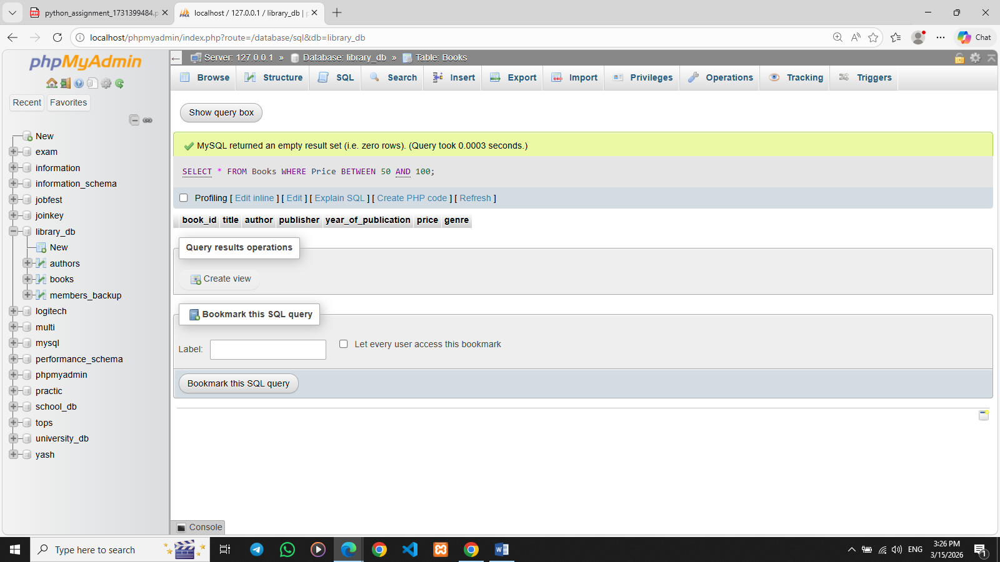 python_assignment_1731399484.p
localhost / 127.0.0.1 / library_db | p
localhost/phpmyadmin/index.php?route=/database/sql&db=library_db
Chat
phpMyAdmin
Recent
Favorites
New
exam
information
information_schema
jobfest
joinkey
library_db
New
authors
books
members_backup
logitech
multi
mysql
performance_schema
phpmyadmin
practic
school_db
tops
university_db
yash
Server: 127.0.0.1 » Database: library_db » Table: Books
Browse Structure SQL Search Insert Export Import Privileges Operations Tracking Triggers
Show query box
MySQL returned an empty result set (i.e. zero rows). (Query took 0.0003 seconds.)
SELECT * FROM Books WHERE Price BETWEEN 50 AND 100;
Profiling [ Edit inline ] [ Edit ] [ Explain SQL ] [ Create PHP code ] [ Refresh ]
book_id title author publisher year_of_publication price genre
Query results operations
Create view
Bookmark this SQL query
Label:
Let every user access this bookmark
Bookmark this SQL query
Console
Type here to search
ENG
3:26 PM
3/15/2026
1